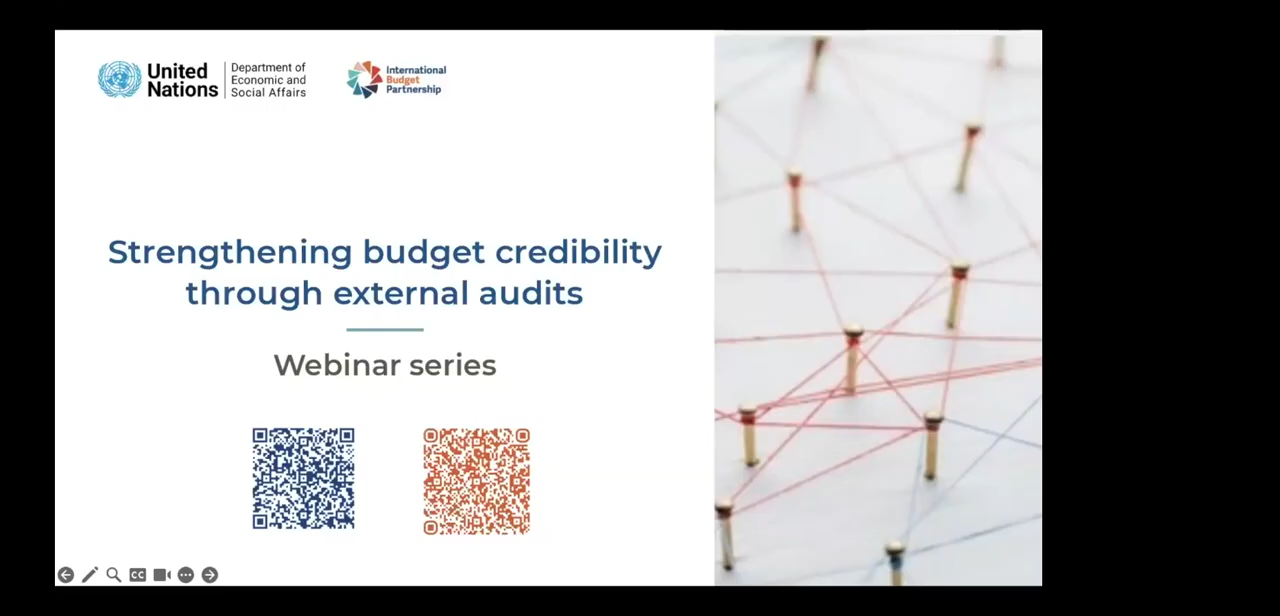 United
Nations
Department of
Economic and
Social Affairs
International
Budget
Partnership
Strengthening budget credibility
through external audits
Webinar series
CC